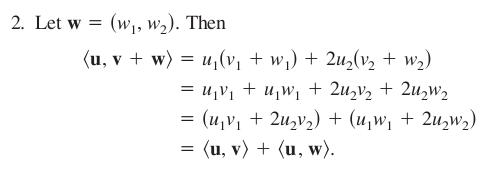 2. Let w = (w₁, w₂). Then
⟨u, v + w⟩ = u₁(v₁ + w₁) + 2u₂(v₂ + w₂)
= u₁v₁ + u₁w₁ + 2u₂v₂ + 2u₂w₂
= (u₁v₁ + 2u₂v₂) + (u₁w₁ + 2u₂w₂)
= ⟨u, v⟩ + ⟨u, w⟩.